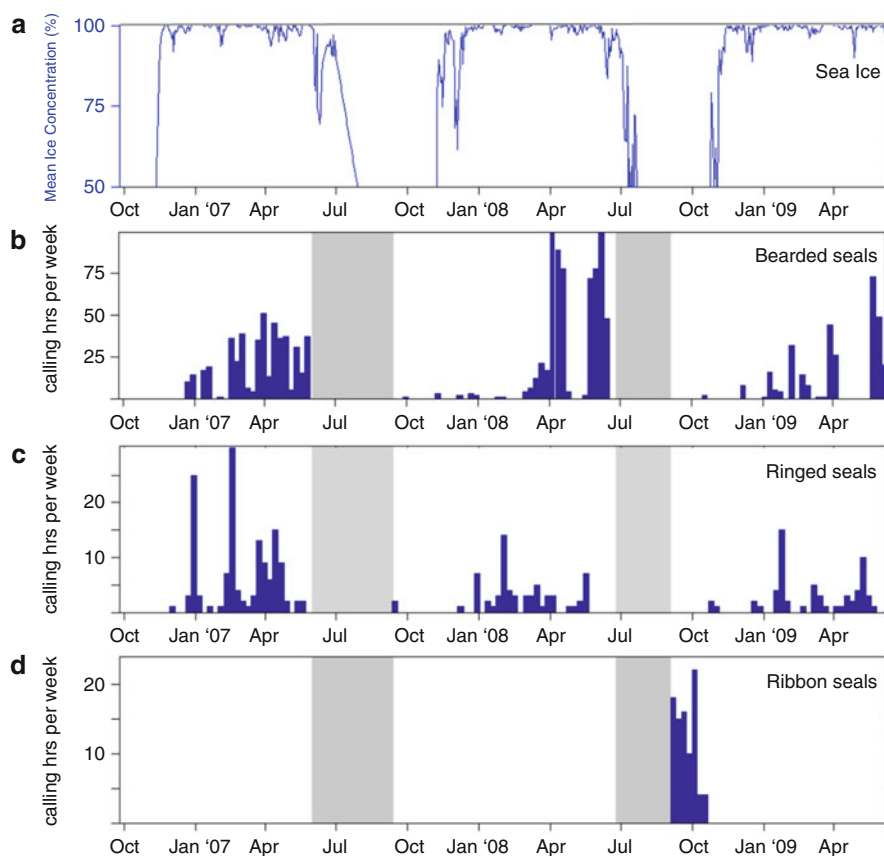 a
Mean Ice Concentration (%)
100
75
50
Sea Ice
Oct Jan '07 Apr Jul Oct Jan '08 Apr Jul Oct Jan '09 Apr
b
calling hrs per week
75
50
25
Bearded seals
Oct Jan '07 Apr Jul Oct Jan '08 Apr Jul Oct Jan '09 Apr
c
calling hrs per week
20
10
Ringed seals
Oct Jan '07 Apr Jul Oct Jan '08 Apr Jul Oct Jan '09 Apr
d
calling hrs per week
20
10
Ribbon seals
Oct Jan '07 Apr Jul Oct Jan '08 Apr Jul Oct Jan '09 Apr